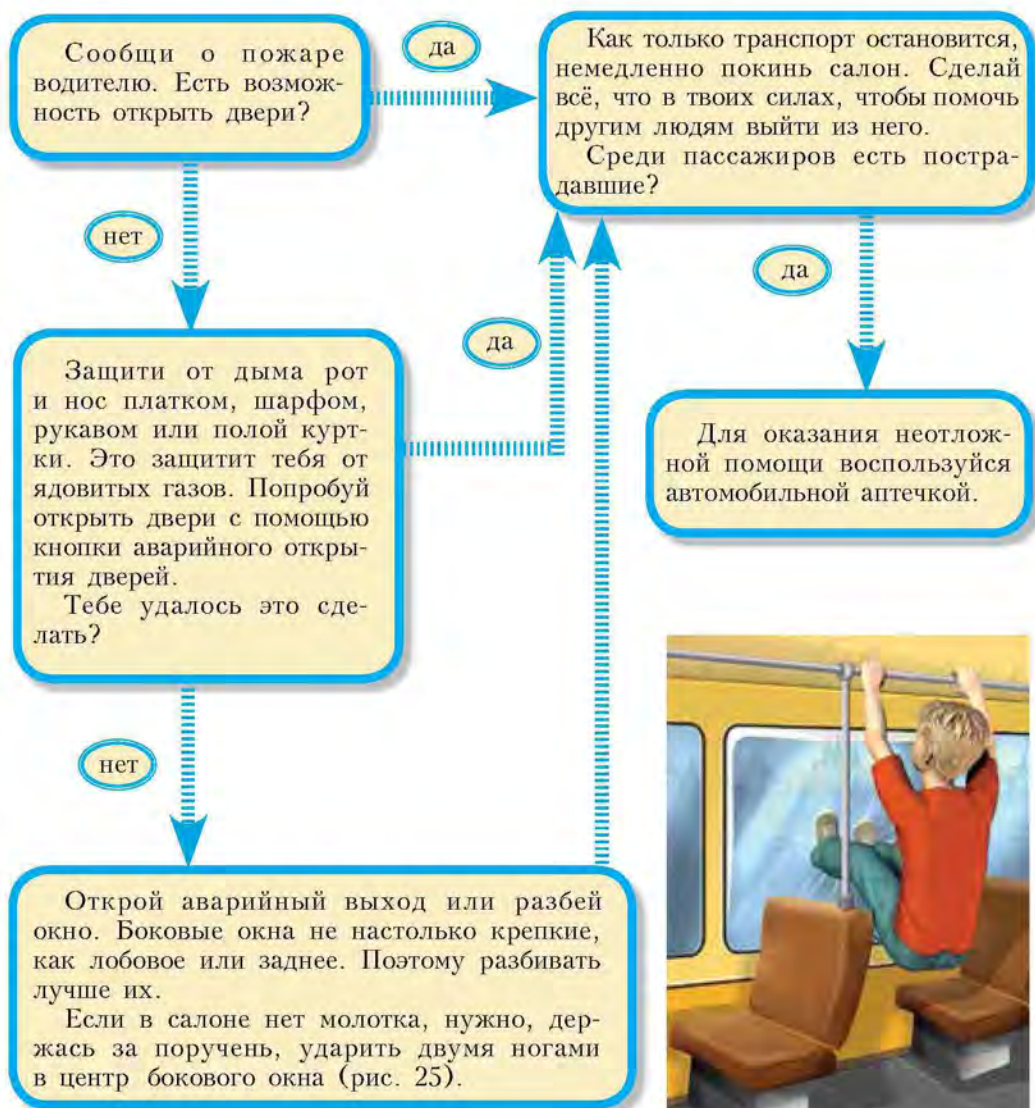 Сообщи о пожаре
водителю. Есть возмож-
ность открыть двери?
да
Как только транспорт остановится,
немедленно покинь салон. Сделай
всё, что в твоих силах, чтобы помочь
другим людям выйти из него.
Среди пассажиров есть постра-
давшие?
нет
да
да
Защити от дыма рот
и нос платком, шарфом,
рукавом или полой курт-
ки. Это защитит тебя от
ядовитых газов. Попробуй
открыть двери с помощью
кнопки аварийного откры-
тия дверей.
Тебе удалось это сде-
лать?
Для оказания неотлож-
ной помощи воспользуйся
автомобильной аптечкой.
нет
Открой аварийный выход или разбей
окно. Боковые окна не настолько крепкие,
как лобовое или заднее. Поэтому разбивать
лучше их.
Если в салоне нет молотка, нужно, дер-
жась за поручень, ударить двумя ногами
в центр бокового окна (рис. 25).